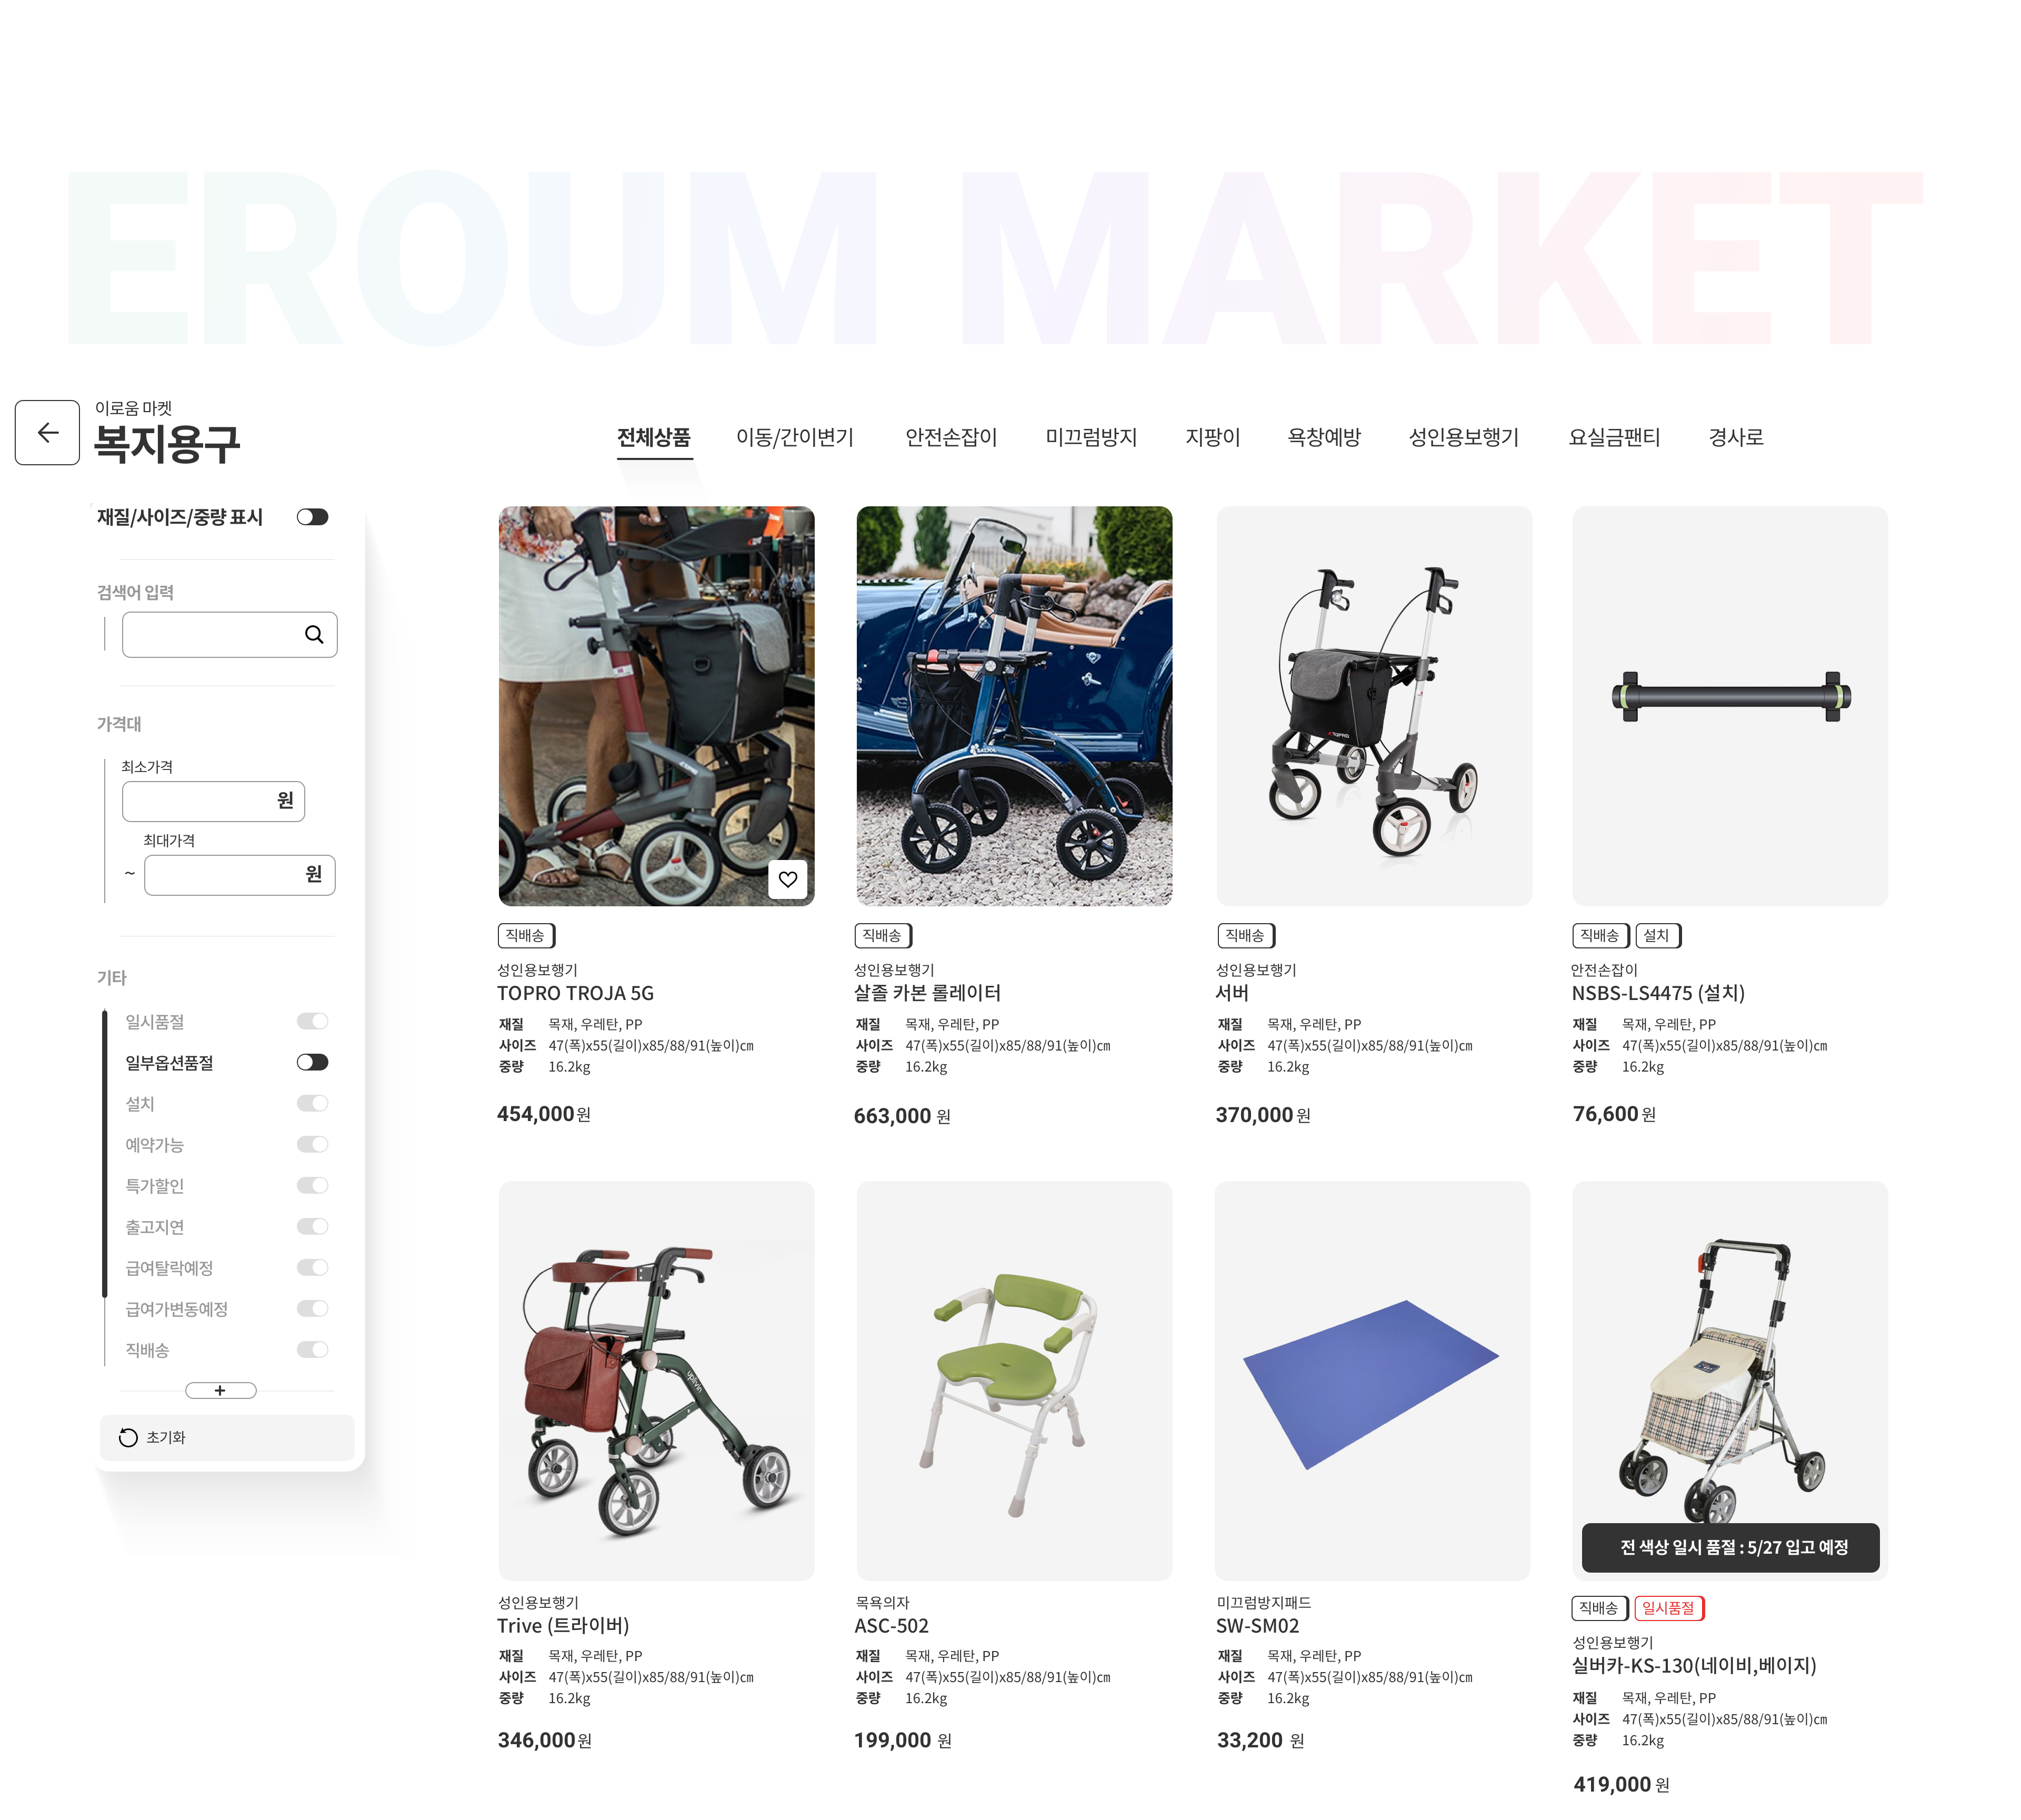 EROUM MARKET
이로움 마켓
복지용구
전체상품 이동/간이변기 안전손잡이 미끄럼방지 지팡이 욕창예방 성인용보행기 요실금팬티 경사로
재질/사이즈/중량 표시
검색어 입력
가격대
최소가격
원
최대가격
~ 원
기타
일시품절
일부옵션품절
설치
예약가능
특가할인
출고지연
급여탈락예정
급여가변동예정
직배송
+
초기화
직배송
성인용보행기
TOPRO TROJA 5G
재질 목재, 우레탄, PP
사이즈 47(폭)x55(길이)x85/88/91(높이)㎝
중량 16.2kg
454,000원
직배송
성인용보행기
살졸 카본 롤레이터
재질 목재, 우레탄, PP
사이즈 47(폭)x55(길이)x85/88/91(높이)㎝
중량 16.2kg
663,000 원
TOPRO
직배송
성인용보행기
서버
재질 목재, 우레탄, PP
사이즈 47(폭)x55(길이)x85/88/91(높이)㎝
중량 16.2kg
370,000 원
직배송 설치
안전손잡이
NSBS-LS4475 (설치)
재질 목재, 우레탄, PP
사이즈 47(폭)x55(길이)x85/88/91(높이)㎝
중량 16.2kg
76,600 원
uplivin
성인용보행기
Trive (트라이버)
재질 목재, 우레탄, PP
사이즈 47(폭)x55(길이)x85/88/91(높이)㎝
중량 16.2kg
346,000원
목욕의자
ASC-502
재질 목재, 우레탄, PP
사이즈 47(폭)x55(길이)x85/88/91(높이)㎝
중량 16.2kg
199,000 원
미끄럼방지패드
SW-SM02
재질 목재, 우레탄, PP
사이즈 47(폭)x55(길이)x85/88/91(높이)㎝
중량 16.2kg
33,200 원
전 색상 일시 품절 : 5/27 입고 예정
직배송 일시품절
성인용보행기
실버카-KS-130(네이비,베이지)
재질 목재, 우레탄, PP
사이즈 47(폭)x55(길이)x85/88/91(높이)㎝
중량 16.2kg
419,000 원